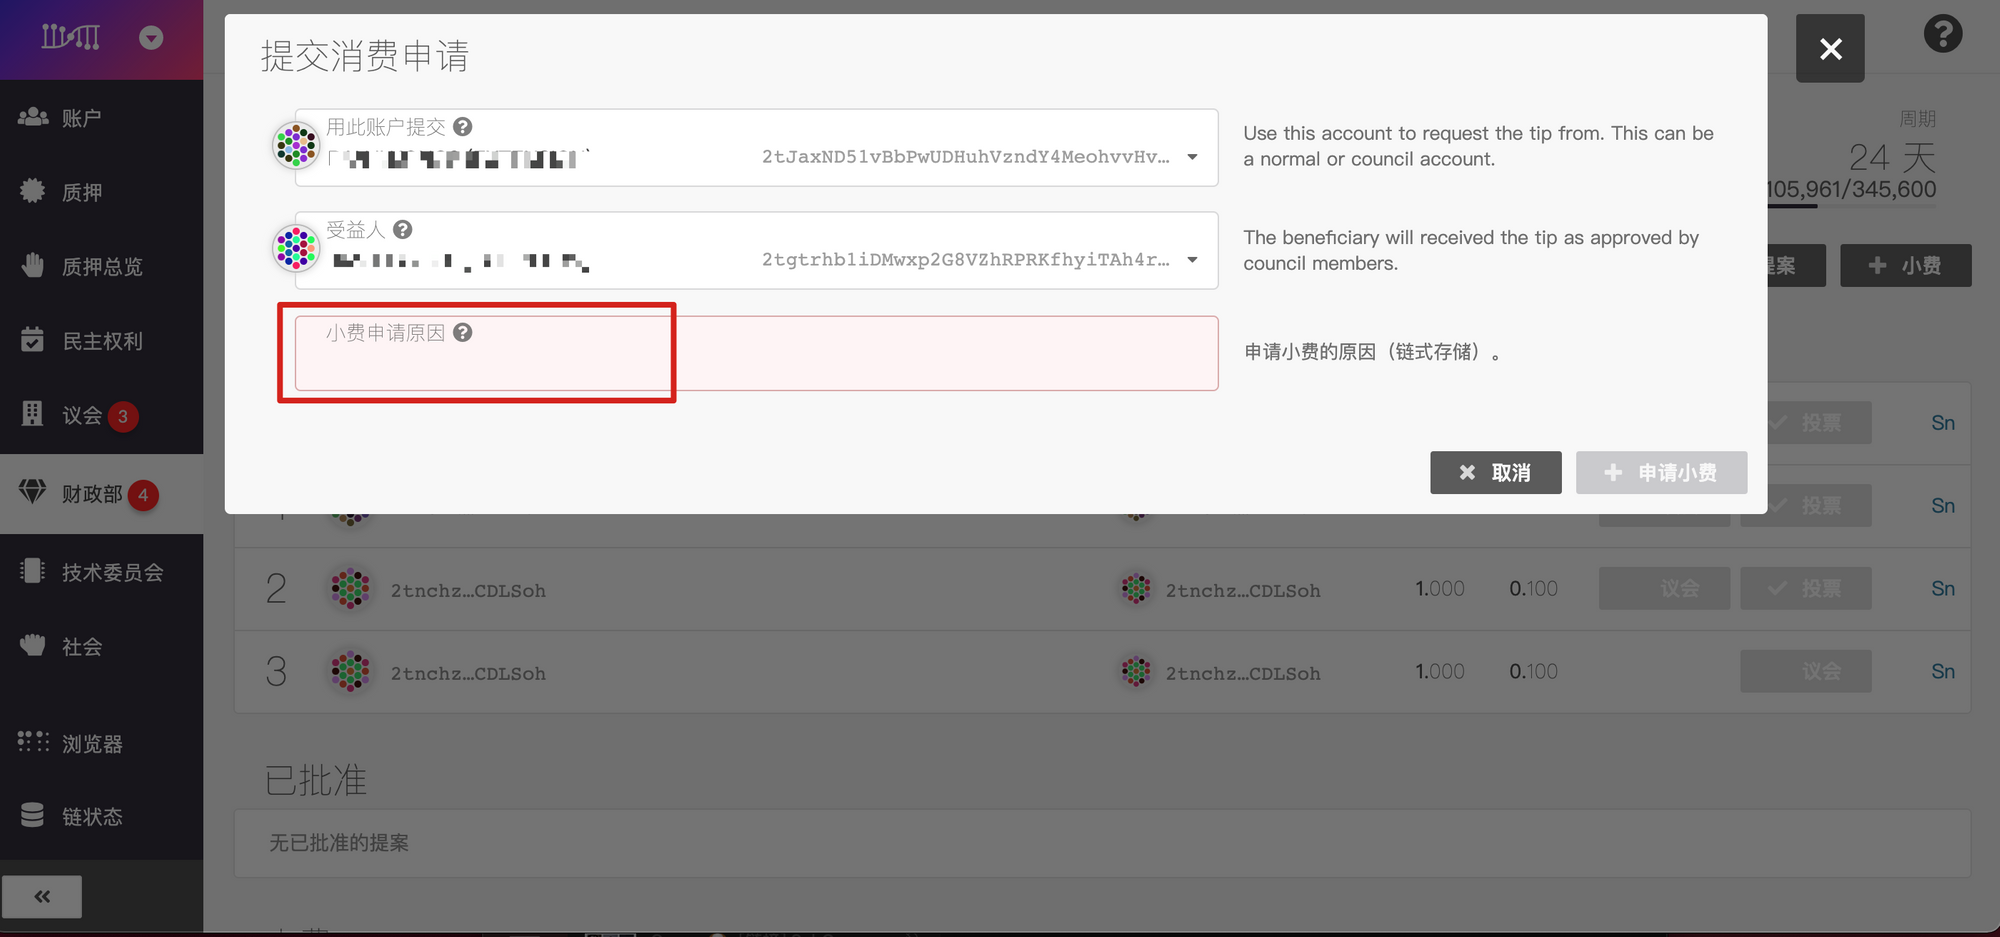 提交消费申请
用此账户提交
2tJaxND51vBbPwUDHuhVzndY4MeohvvHv...
Use this account to request the tip from. This can be
a normal or council account.
受益人
2tgtrhb1iDMwxp2G8VZhRPRKfhyiTAh4r...
The beneficiary will received the tip as approved by
council members.
小费申请原因
申请小费的原因（链式存储）。
取消
申请小费
账户
质押
质押总览
民主权利
议会 3
财政部 4
技术委员会
社会
浏览器
链状态
周期
24 天
105,961/345,600
提案
小费
投票 Sn
投票 Sn
2 2tnchz...CDLSoh 2tnchz...CDLSoh 1.000 0.100 议会 投票 Sn
3 2tnchz...CDLSoh 2tnchz...CDLSoh 1.000 0.100 议会 Sn
已批准
无已批准的提案